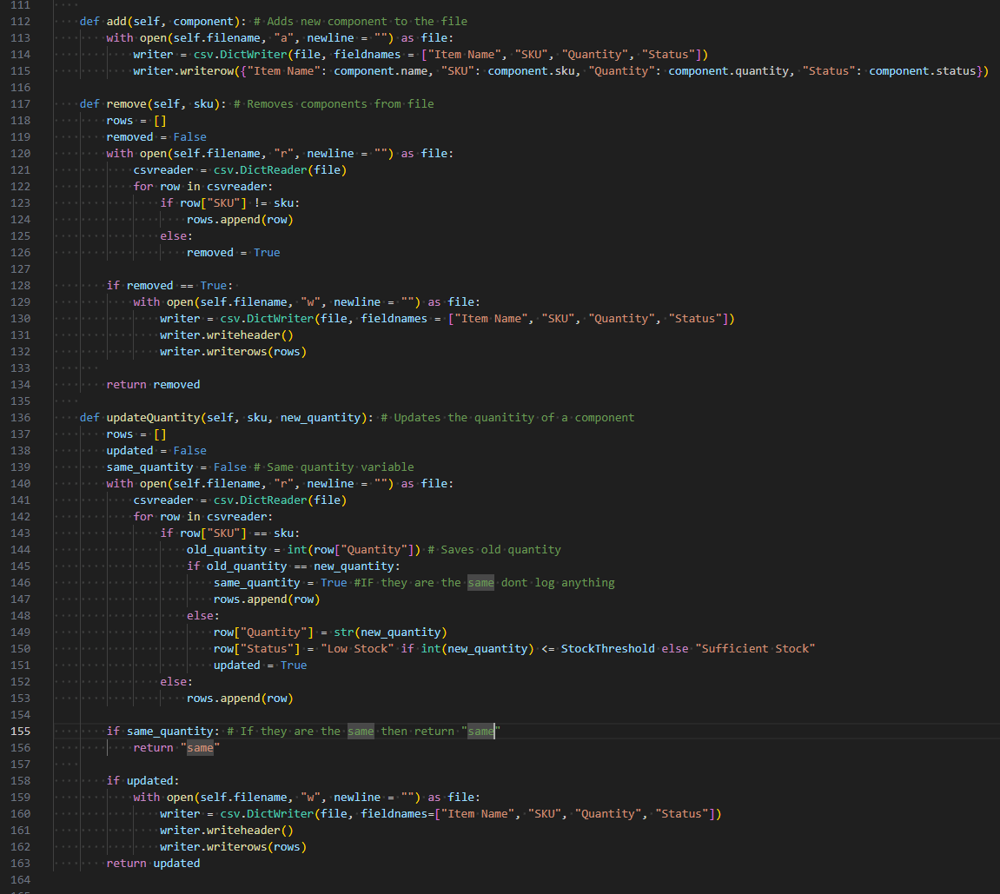 111
112 def add(self, component): # Adds new component to the file
113 with open(self.filename, "a", newline = "") as file:
114 writer = csv.DictWriter(file, fieldnames = ["Item Name", "SKU", "Quantity", "Status"])
115 writer.writerow({"Item Name": component.name, "SKU": component.sku, "Quantity": component.quantity, "Status": component.status})
116
117 def remove(self, sku): # Removes components from file
118 rows = []
119 removed = False
120 with open(self.filename, "r", newline = "") as file:
121 csvreader = csv.DictReader(file)
122 for row in csvreader:
123 if row["SKU"] != sku:
124 rows.append(row)
125 else:
126 removed = True
127
128 if removed == True:
129 with open(self.filename, "w", newline = "") as file:
130 writer = csv.DictWriter(file, fieldnames = ["Item Name", "SKU", "Quantity", "Status"])
131 writer.writeheader()
132 writer.writerows(rows)
133
134 return removed
135
136 def updateQuantity(self, sku, new_quantity): # Updates the quanitity of a component
137 rows = []
138 updated = False
139 same_quantity = False # Same quantity variable
140 with open(self.filename, "r", newline = "") as file:
141 csvreader = csv.DictReader(file)
142 for row in csvreader:
143 if row["SKU"] == sku:
144 old_quantity = int(row["Quantity"]) # Saves old quantity
145 if old_quantity == new_quantity:
146 same_quantity = True #IF they are the same dont log anything
147 rows.append(row)
148 else:
149 row["Quantity"] = str(new_quantity)
150 row["Status"] = "Low Stock" if int(new_quantity) <= StockThreshold else "Sufficient Stock"
151 updated = True
152 else:
153 rows.append(row)
154
155 if same_quantity: # If they are the same then return "same"
156 return "same"
157
158 if updated:
159 with open(self.filename, "w", newline = "") as file:
160 writer = csv.DictWriter(file, fieldnames=["Item Name", "SKU", "Quantity", "Status"])
161 writer.writeheader()
162 writer.writerows(rows)
163 return updated
164